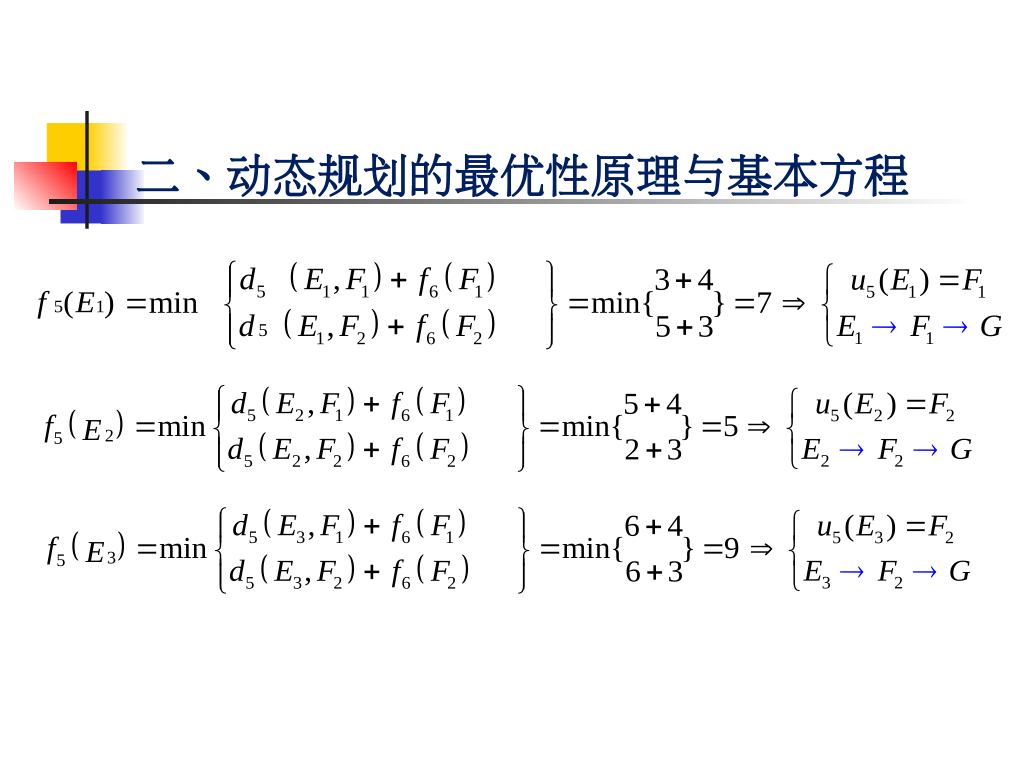 二、动态规划的最优性原理与基本方程
f₅(E₁) = min { d₅(E₁,F₁) + f₆(F₁) } = min{ 3+4 } = 7 ⇒ { u₅(E₁) = F₁
d₅(E₁,F₂) + f₆(F₂) 5+3 E₁ → F₁ → G
f₅(E₂) = min { d₅(E₂,F₁) + f₆(F₁) } = min{ 5+4 } = 5 ⇒ { u₅(E₂) = F₂
d₅(E₂,F₂) + f₆(F₂) 2+3 E₂ → F₂ → G
f₅(E₃) = min { d₅(E₃,F₁) + f₆(F₁) } = min{ 6+4 } = 9 ⇒ { u₅(E₃) = F₂
d₅(E₃,F₂) + f₆(F₂) 6+3 E₃ → F₂ → G